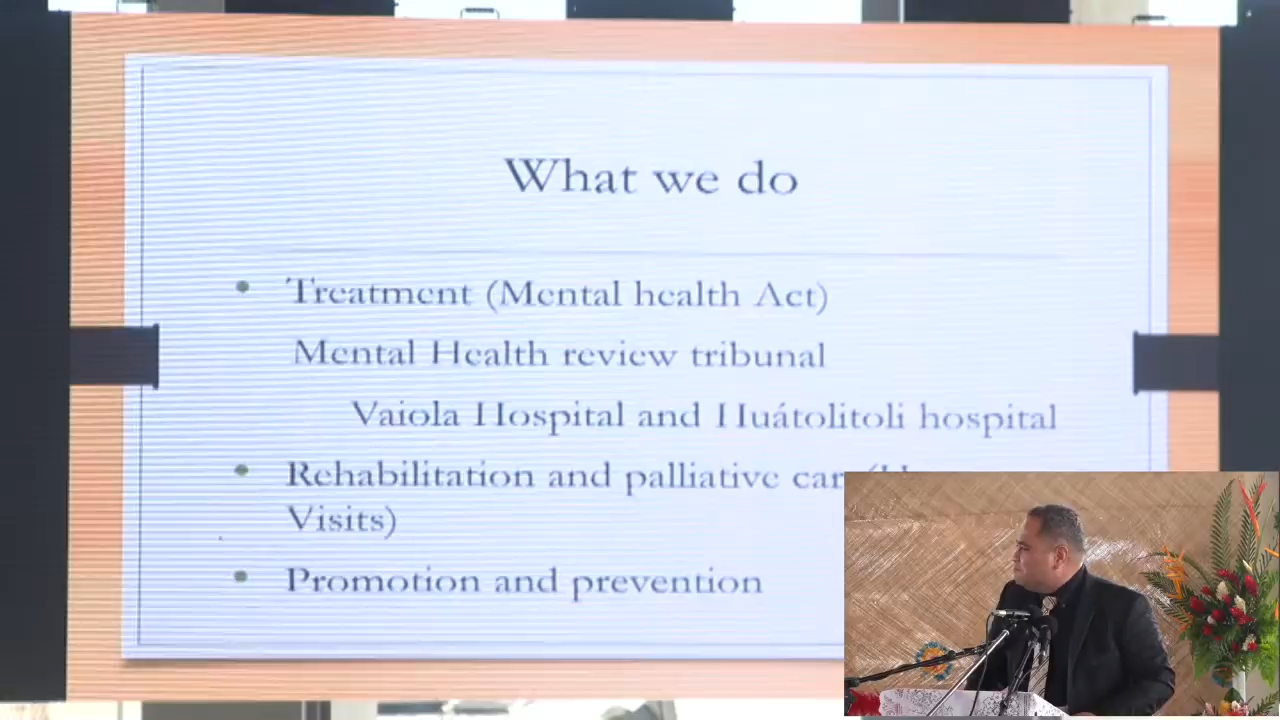 What we do
Treatment (Mental health Act)
Mental Health review tribunal
Vaiola Hospital and Huátolitoli hospital
Rehabilitation and palliative
Visits)
Promotion and prevention